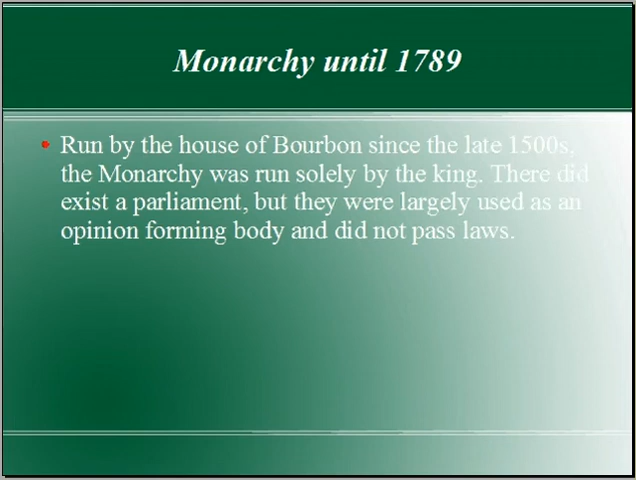 Monarchy until 1789
Run by the house of Bourbon since the late 1500s,
the Monarchy was run solely by the king. There did
exist a parliament, but they were largely used as an
opinion forming body and did not pass laws.